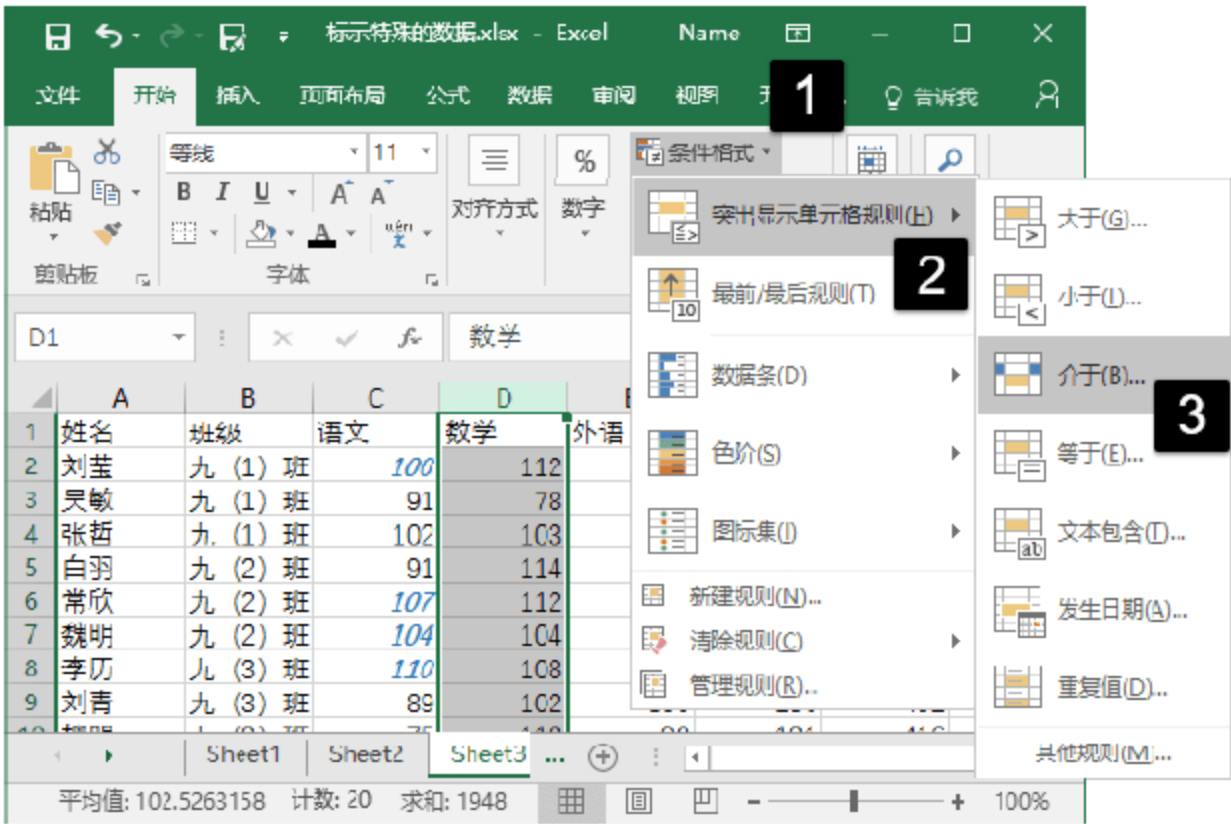 标示特殊的数据.xlsx - Excel Name
文件 开始 插入 页面布局 公式 数据 审阅 视图 开 1 告诉我
等线 11 % 条件格式
粘贴 B I U A A 对齐方式 数字
A wén
剪贴板 字体
突出显示单元格规则(H)
2
最前/最后规则(T)
数据条(D)
色阶(S)
图标集(I)
新建规则(N)...
清除规则(C)
管理规则(R)...
大于(G)...
小于(L)...
介于(B)...
3
等于(E)...
文本包含(T)...
发生日期(A)...
重复值(D)...
其他规则(M)...
D1 fx 数学
A B C D
1 姓名 班级 语文 数学 外语
2 刘莹 九（1）班 100 112
3 吴敏 九（1）班 91 78
4 张哲 九（1）班 102 103
5 白羽 九（2）班 91 114
6 常欣 九（2）班 107 112
7 魏明 九（2）班 104 104
8 李历 九（3）班 110 108
9 刘青 九（3）班 89 102
Sheet1 Sheet2 Sheet3 ...
平均值: 102.5263158 计数: 20 求和: 1948 100%